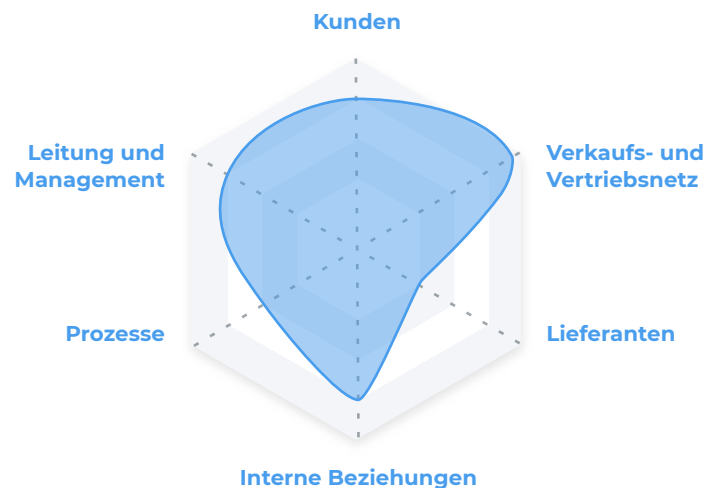 Kunden
Leitung und
Management
Verkaufs- und
Vertriebsnetz
Prozesse
Lieferanten
Interne Beziehungen